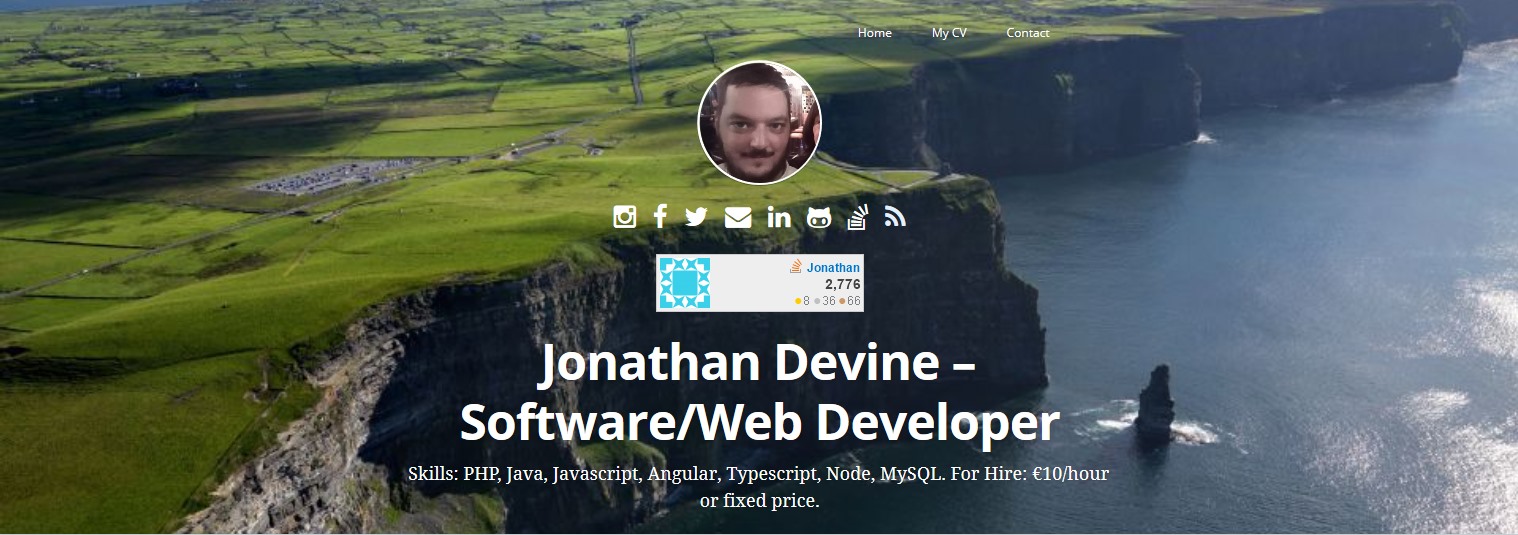 Home My CV Contact
Jonathan
2,776
8 36 66
Jonathan Devine –
Software/Web Developer
Skills: PHP, Java, Javascript, Angular, Typescript, Node, MySQL. For Hire: €10/hour
or fixed price.